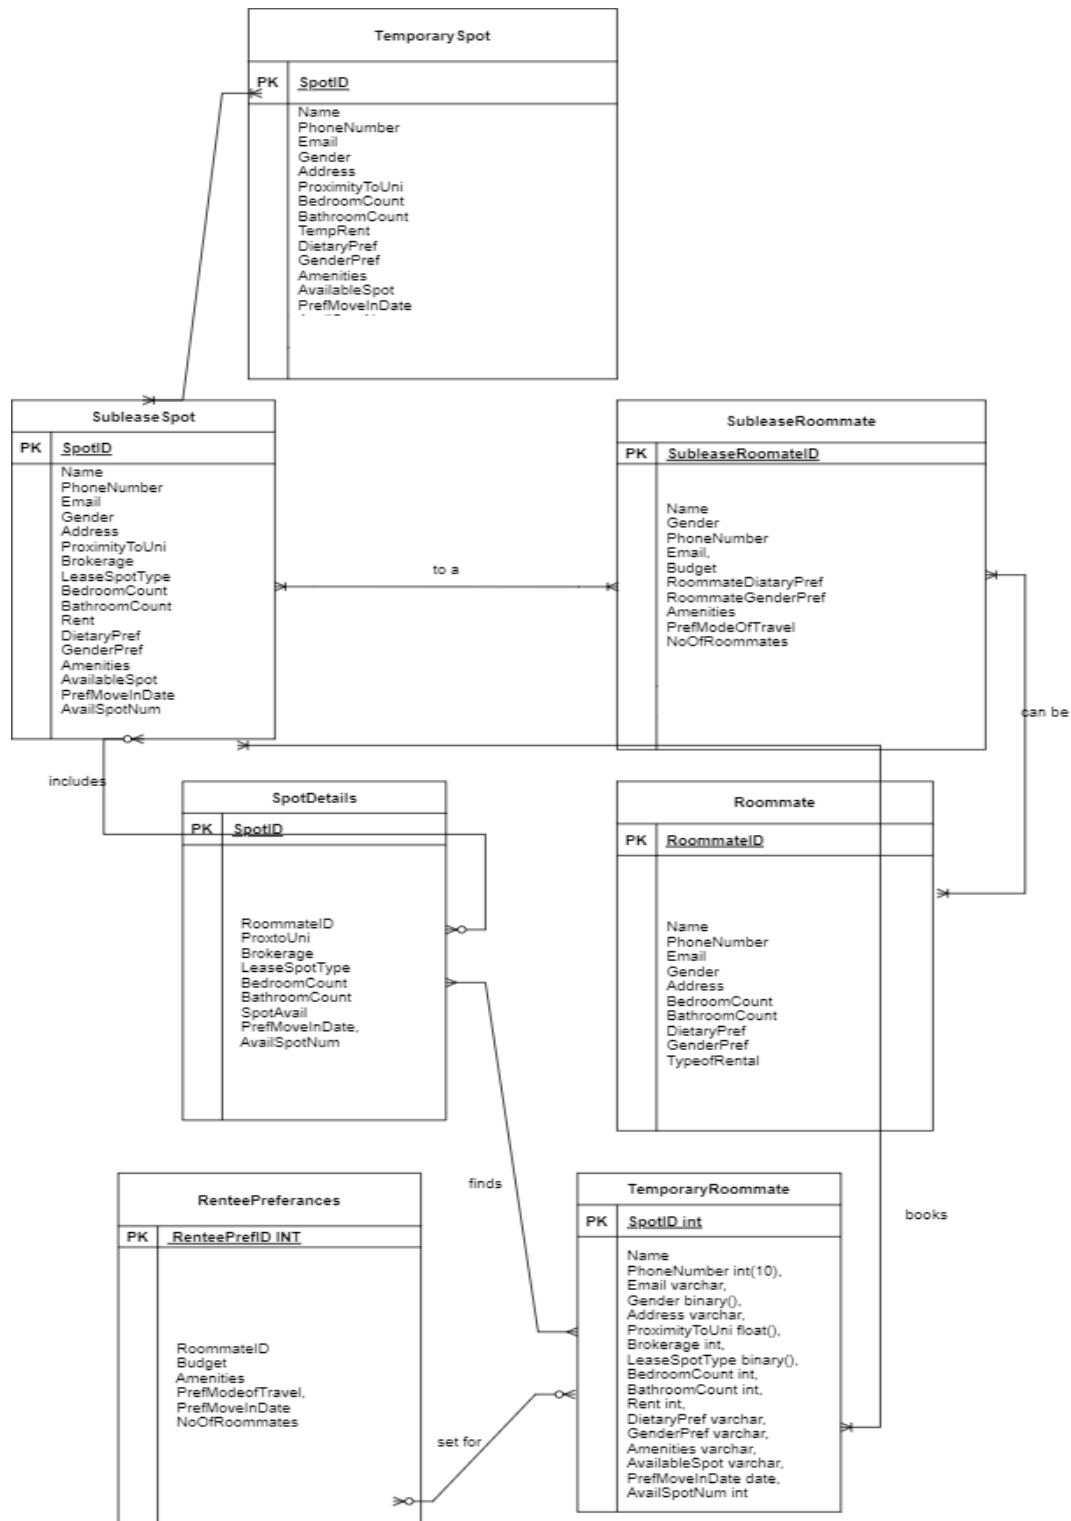 TemporarySpot
PK SpotID
Name
PhoneNumber
Email
Gender
Address
ProximityToUni
BedroomCount
BathroomCount
TempRent
DietaryPref
GenderPref
Amenities
AvailableSpot
PrefMoveInDate
SubleaseSpot
PK SpotID
Name
PhoneNumber
Email
Gender
Address
ProximityToUni
Brokerage
LeaseSpotType
BedroomCount
BathroomCount
Rent
DietaryPref
GenderPref
Amenities
AvailableSpot
PrefMoveInDate
AvailSpotNum
to a
SubleaseRoommate
PK SubleaseRoomateID
Name
Gender
PhoneNumber
Email,
Budget
RoommateDiataryPref
RoommateGenderPref
Amenities
PrefModeOfTravel
NoOfRoommates
can be
includes
SpotDetails
PK SpotID
RoommateID
ProxtoUni
Brokerage
LeaseSpotType
BedroomCount
BathroomCount
SpotAvail
PrefMoveInDate,
AvailSpotNum
Roommate
PK RoommateID
Name
PhoneNumber
Email
Gender
Address
BedroomCount
BathroomCount
DietaryPref
GenderPref
TypeofRental
finds
books
RenteePreferances
PK RenteePrefID INT
RoommateID
Budget
Amenities
PrefModeofTravel,
PrefMoveInDate
NoOfRoommates
set for
TemporaryRoommate
PK SpotID int
Name
PhoneNumber int(10),
Email varchar,
Gender binary(),
Address varchar,
ProximityToUni float(),
Brokerage int,
LeaseSpotType binary(),
BedroomCount int,
BathroomCount int,
Rent int,
DietaryPref varchar,
GenderPref varchar,
Amenities varchar,
AvailableSpot varchar,
PrefMoveInDate date,
AvailSpotNum int